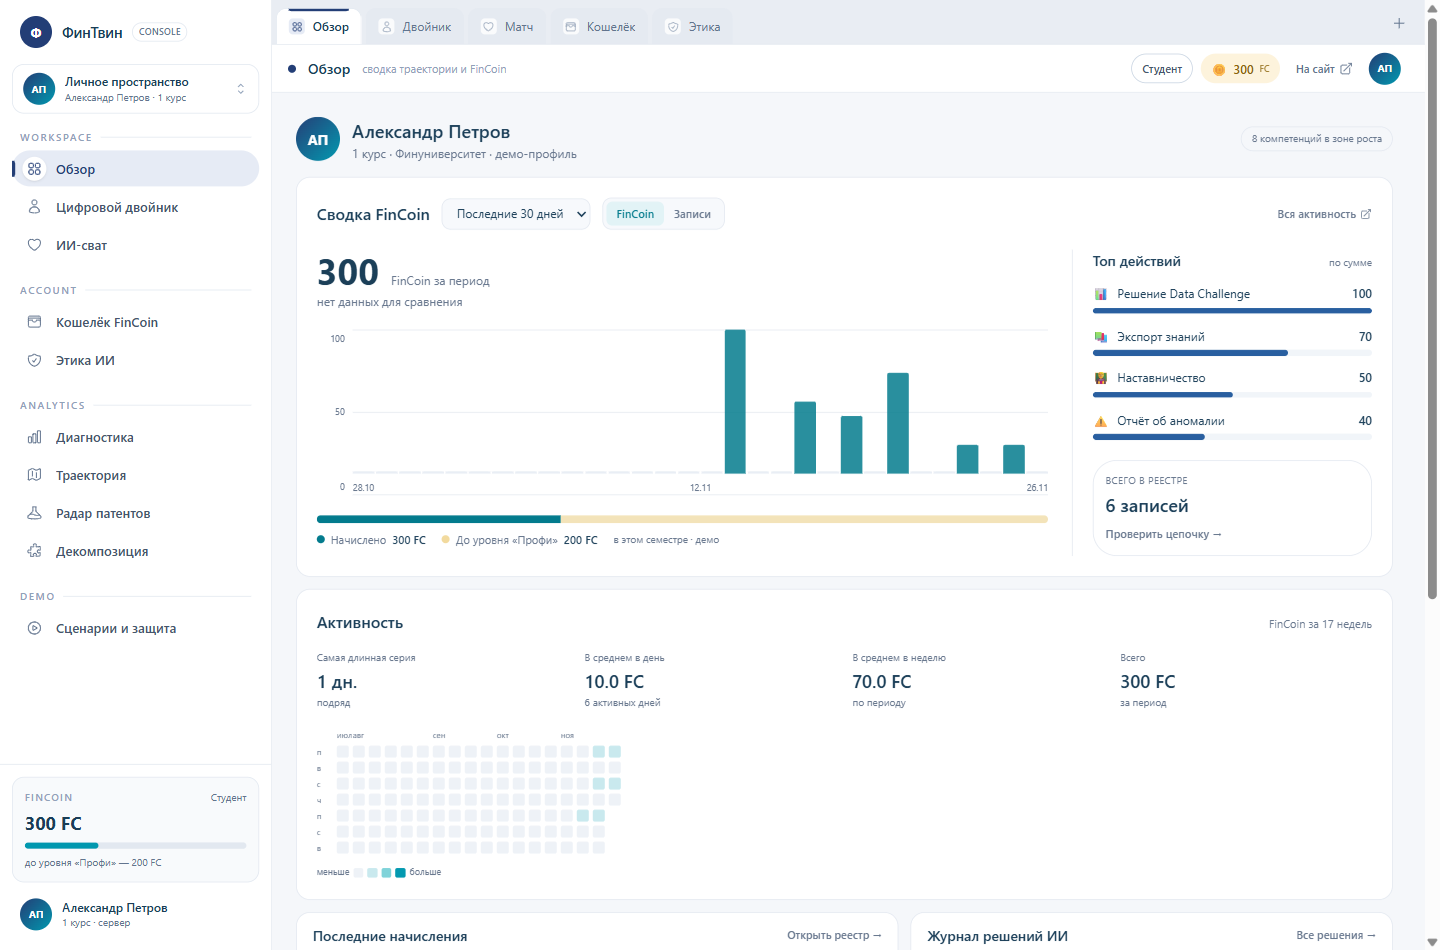 Ф ФинТвин CONSOLE
АП Личное пространство
Александр Петров · 1 курс
WORKSPACE
Обзор
Цифровой двойник
ИИ-сват
ACCOUNT
Кошелёк FinCoin
Этика ИИ
ANALYTICS
Диагностика
Траектория
Радар патентов
Декомпозиция
DEMO
Сценарии и защита
FINCOIN Студент
300 FC
до уровня «Профи» — 200 FC
АП Александр Петров
1 курс · сервер
Обзор Двойник Матч Кошелёк Этика +
Обзор сводка траектории и FinCoin Студент 300 FC На сайт АП
АП Александр Петров
1 курс · Финуниверситет · демо-профиль
8 компетенций в зоне роста
Сводка FinCoin Последние 30 дней FinCoin Записи Вся активность
300 FinCoin за период
нет данных для сравнения
100
50
0 28.10 12.11 26.11
Начислено 300 FC До уровня «Профи» 200 FC в этом семестре · демо
Топ действий по сумме
Решение Data Challenge 100
Экспорт знаний 70
Наставничество 50
Отчёт об аномалии 40
ВСЕГО В РЕЕСТРЕ
6 записей
Проверить цепочку →
Активность FinCoin за 17 недель
Самая длинная серия В среднем в день В среднем в неделю Всего
1 дн. 10.0 FC 70.0 FC 300 FC
подряд 6 активных дней по периоду за период
июлавг сен окт ноя
п
в
с
ч
п
с
в
меньше больше
Последние начисления Открыть реестр →
Журнал решений ИИ Все решения →